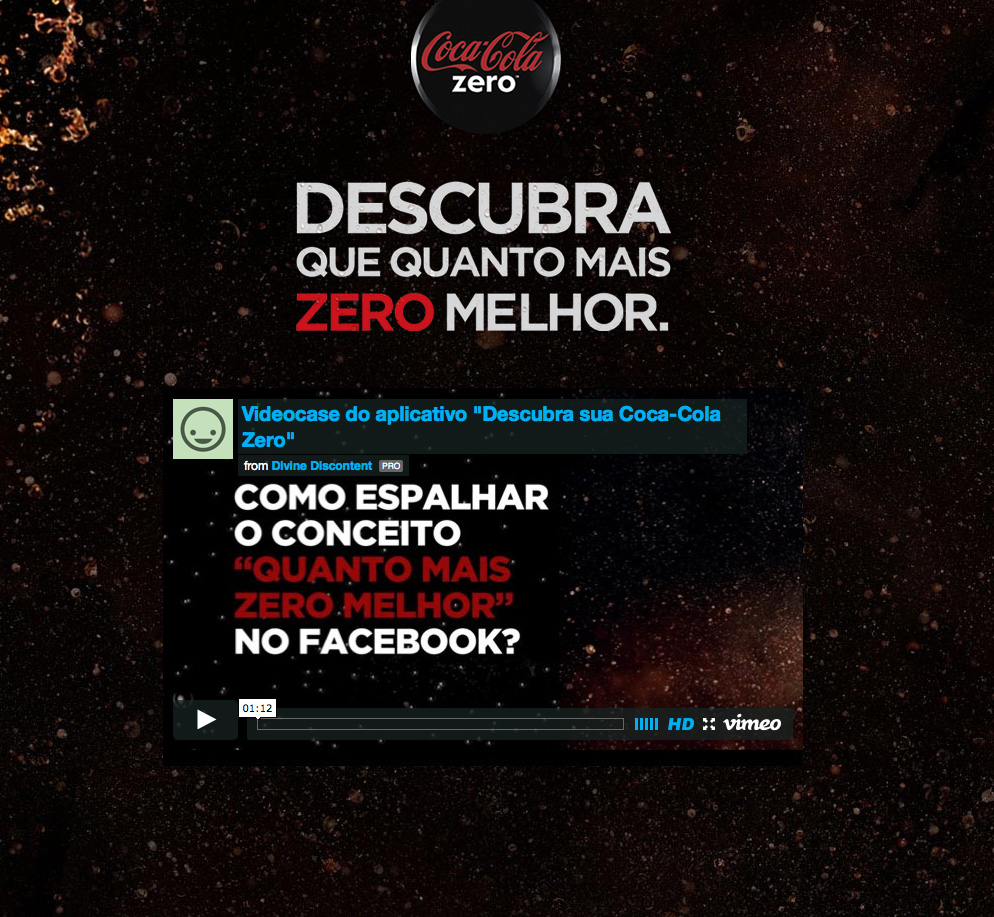 Coca-Cola
zero
DESCUBRA
QUE QUANTO MAIS
ZERO MELHOR.
Videocase do aplicativo "Descubra sua Coca-Cola
Zero"
from Divine Discontent PRO
COMO ESPALHAR
O CONCEITO
“QUANTO MAIS
ZERO MELHOR”
NO FACEBOOK?
01:12
HD vimeo